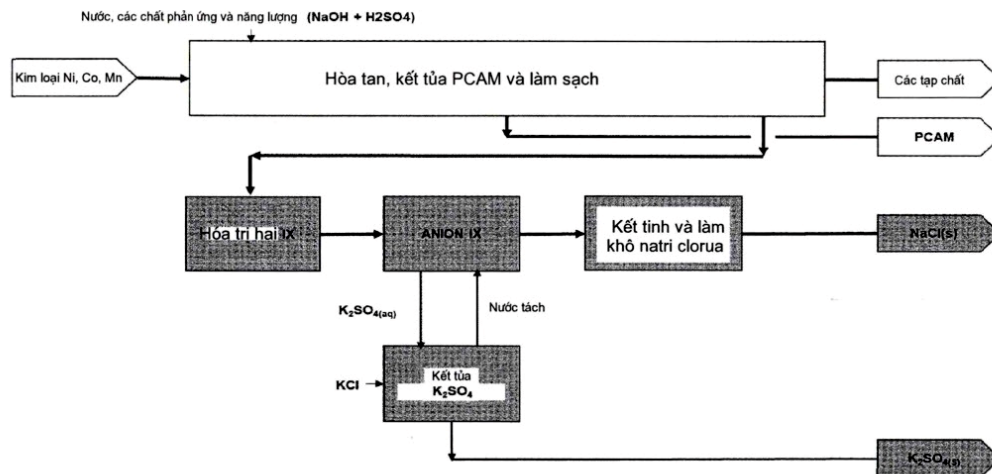 Nước, các chất phản ứng và năng lượng (NaOH + H2SO4)
Kim loại Ni, Co, Mn
Hòa tan, kết tủa PCAM và làm sạch
Các tạp chất
PCAM
Hóa trị hai IX
ANION IX
Kết tinh và làm
khô natri clorua
NaCl(s)
K₂SO₄(aq)
Nước tách
KCl
Kết tủa
K₂SO₄
K₂SO₄(s)